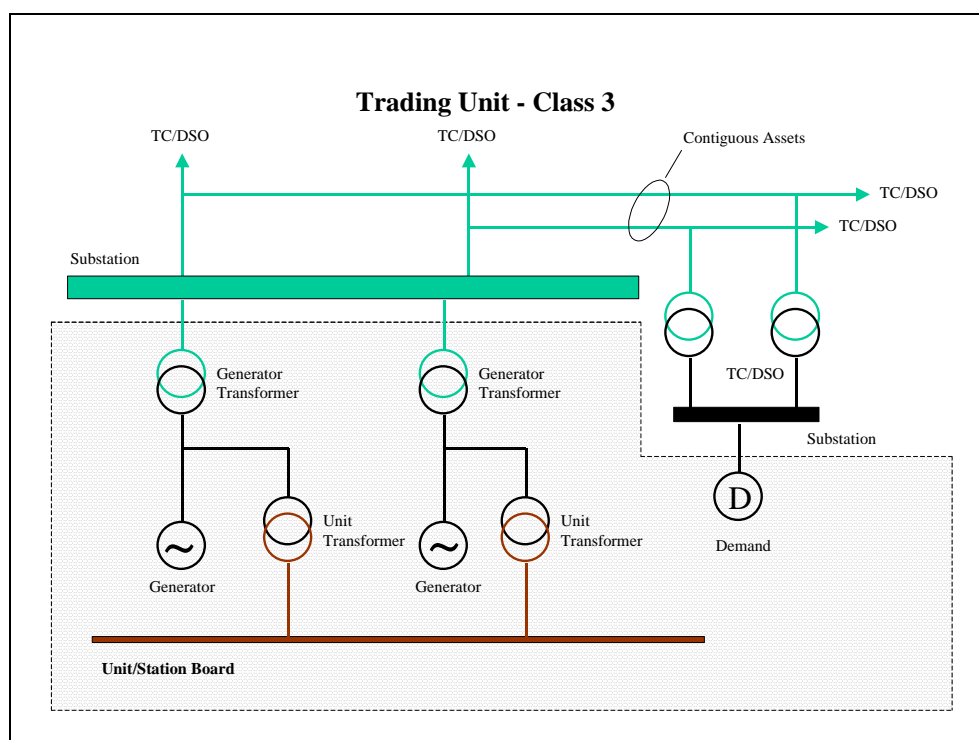 Trading Unit - Class 3
TC/DSO
TC/DSO
Contiguous Assets
TC/DSO
TC/DSO
Substation
Generator
Transformer
Generator
Transformer
TC/DSO
Substation
D
Unit
Transformer
Unit
Transformer
~
~
Demand
Generator
Generator
Unit/Station Board